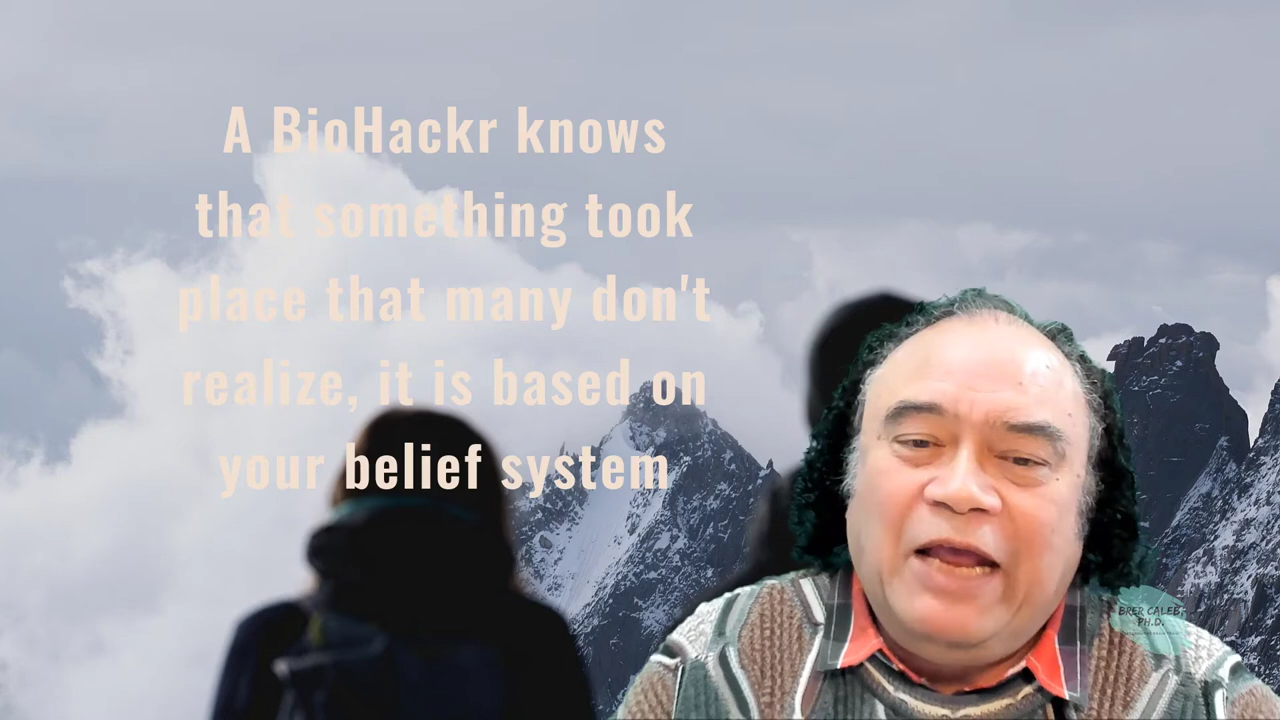 A BioHackr knows
that something took
place that many don't
realize, it is based on
your belief system
BRER CALEB
PH.D.